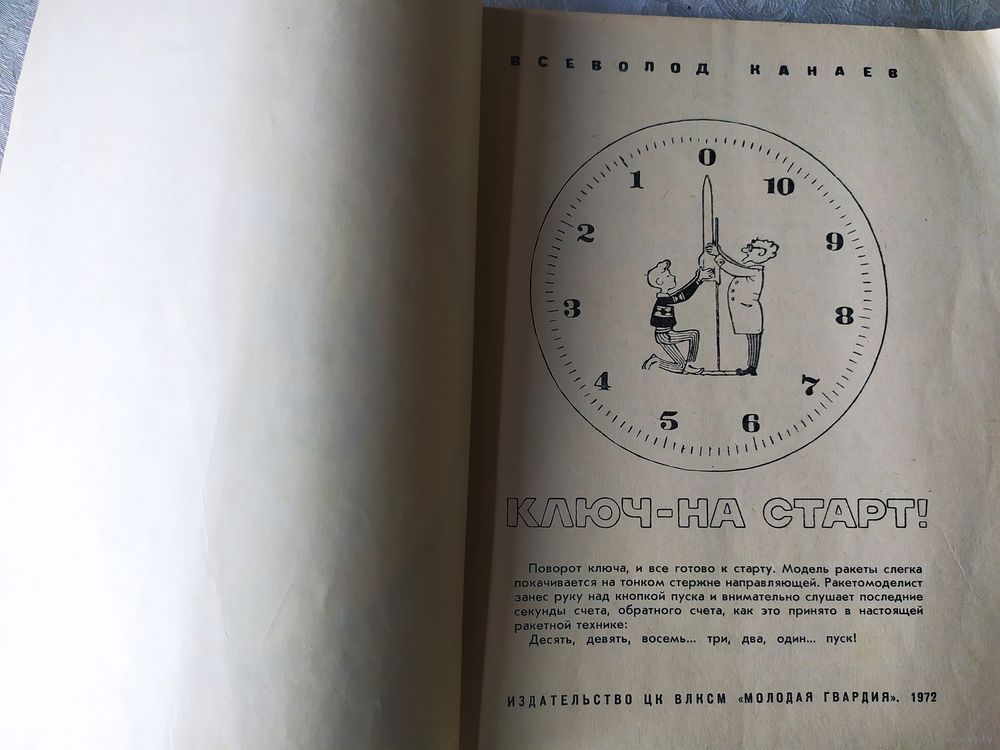 ВСЕВОЛОД КАНАЕВ
0
1
10
2
9
3
8
4
7
5
6
КЛЮЧ-НА СТАРТ!
Поворот ключа, и все готово к старту. Модель ракеты слегка
покачивается на тонком стержне направляющей. Ракетомоделист
занес руку над кнопкой пуска и внимательно слушает последние
секунды счета, обратного счета, как это принято в настоящей
ракетной технике:
Десять, девять, восемь... три, два, один... пуск!
ИЗДАТЕЛЬСТВО ЦК ВЛКСМ «МОЛОДАЯ ГВАРДИЯ». 1972